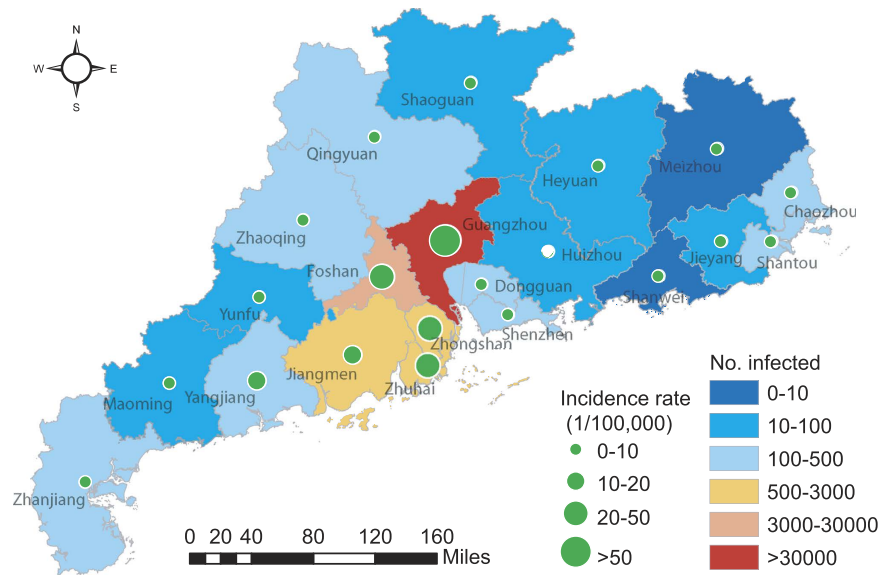 N
W E
S
Shaoguan
Qingyuan
Meizhou
Heyuan
Chaozhou
Zhaoqing
Guangzhou
Foshan
Huizhou
Jieyang
Shantou
Dongguan
Shanwei
Yunfu
Shenzhen
Zhongshan
Jiangmen
Zhuhai
Yangjiang
Maoming
Zhanjiang
No. infected
0-10
10-100
100-500
500-3000
3000-30000
>30000
Incidence rate
(1/100,000)
0-10
10-20
20-50
>50
0 20 40 80 120 160
Miles